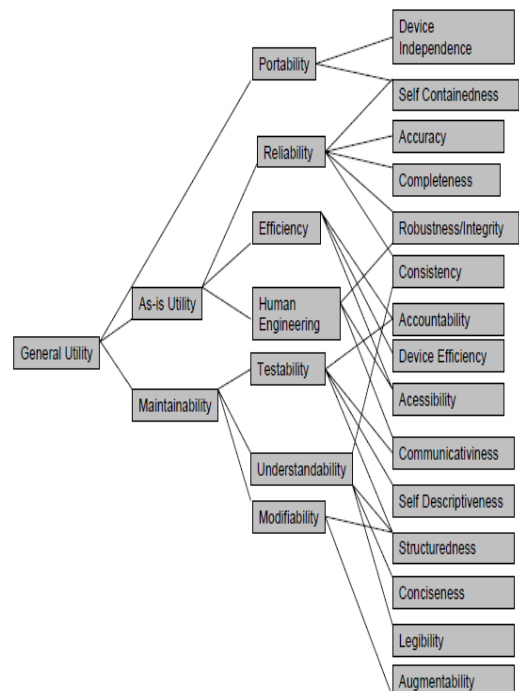 Device
Independence
Portability
Self Containedness
Accuracy
Reliability
Completeness
Efficiency
Robustness/Integrity
Consistency
As-is Utility
Human
Engineering
Accountability
General Utility
Device Efficiency
Testability
Acessibility
Maintainability
Communicativiness
Understandability
Self Descriptiveness
Modifiability
Structuredness
Conciseness
Legibility
Augmentability